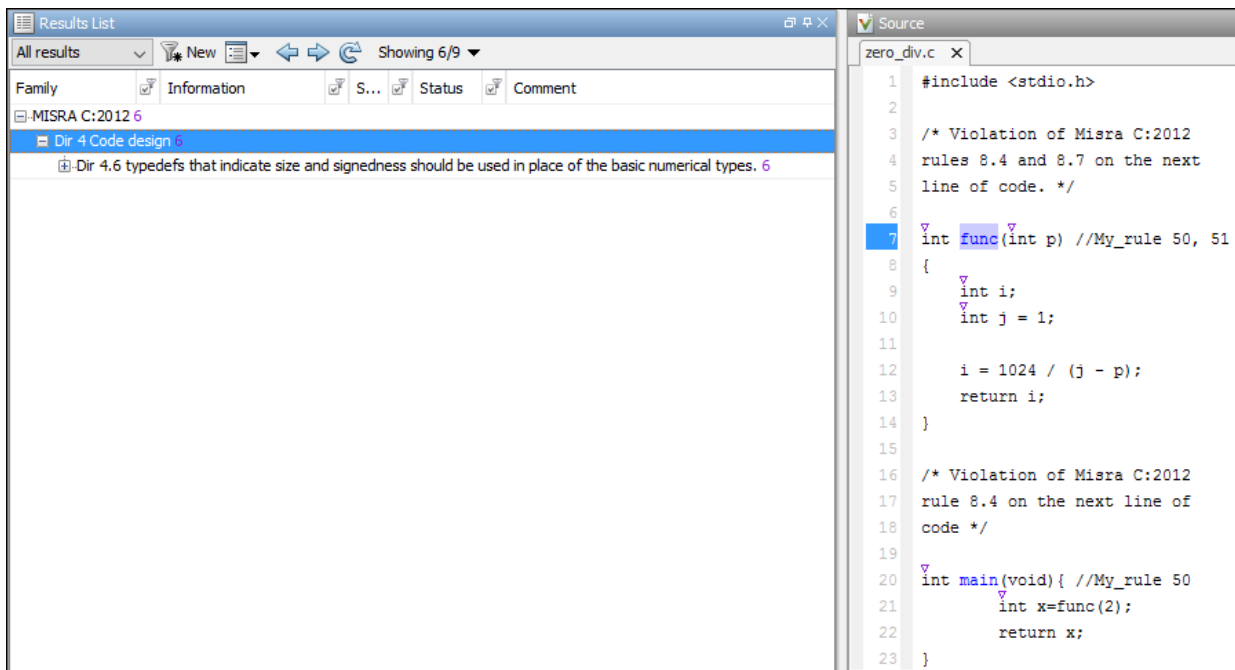 Results List
All results New Showing 6/9
Family Information S... Status Comment
MISRA C:2012 6
Dir 4 Code design 6
Dir 4.6 typedefs that indicate size and signedness should be used in place of the basic numerical types. 6
Source
zero_div.c X
1 #include <stdio.h>
2
3 /* Violation of Misra C:2012
4 rules 8.4 and 8.7 on the next
5 line of code. */
6
7 int func(int p) //My_rule 50, 51
8 {
9 int i;
10 int j = 1;
11
12 i = 1024 / (j - p);
13 return i;
14 }
15
16 /* Violation of Misra C:2012
17 rule 8.4 on the next line of
18 code */
19
20 int main(void){ //My_rule 50
21 int x=func(2);
22 return x;
23 }